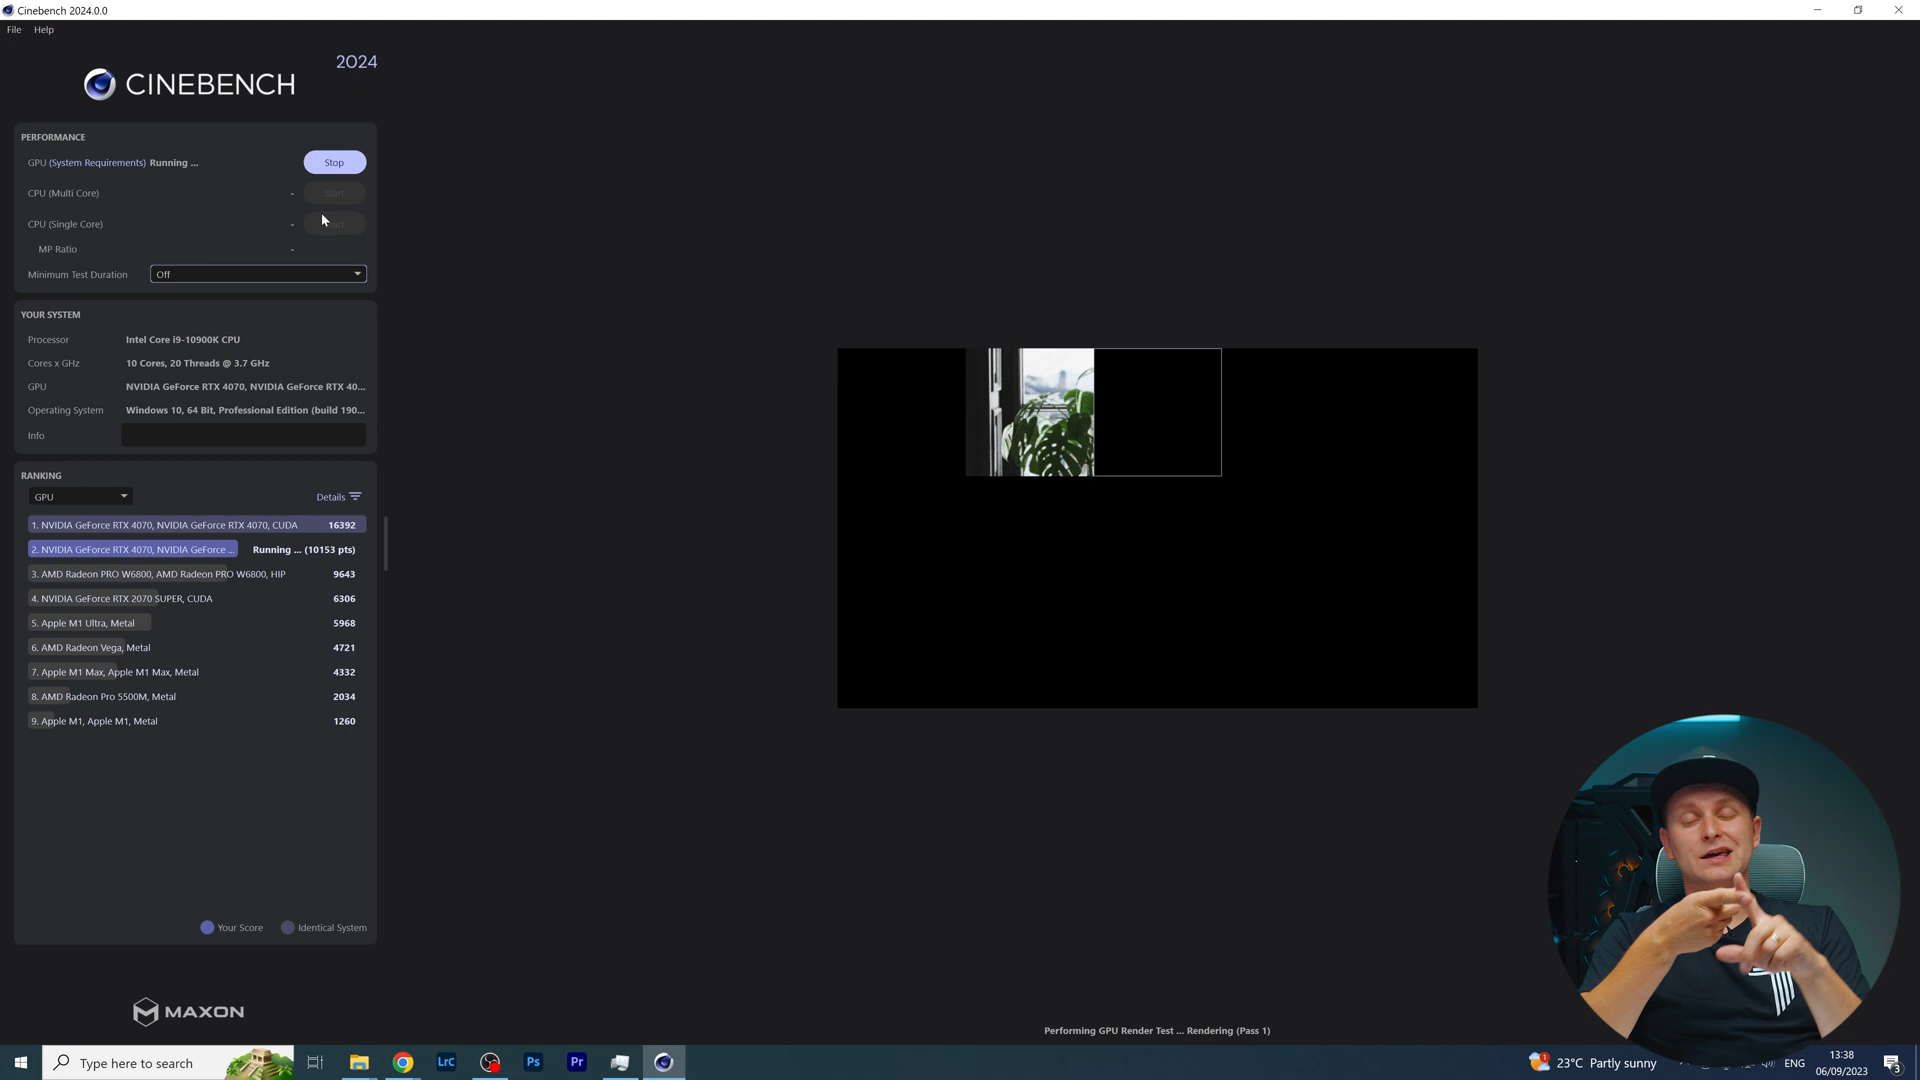 Cinebench 2024.0.0
File Help
2024
CINEBENCH
PERFORMANCE
GPU (System Requirements) Running ... Stop
CPU (Multi Core) - Start
CPU (Single Core) -
MP Ratio -
Minimum Test Duration Off
YOUR SYSTEM
Processor Intel Core i9-10900K CPU
Cores x GHz 10 Cores, 20 Threads @ 3.7 GHz
GPU NVIDIA GeForce RTX 4070, NVIDIA GeForce RTX 40...
Operating System Windows 10, 64 Bit, Professional Edition (build 190...
Info
RANKING
GPU Details
1. NVIDIA GeForce RTX 4070, NVIDIA GeForce RTX 4070, CUDA 16392
2. NVIDIA GeForce RTX 4070, NVIDIA GeForce ... Running ... (10153 pts)
3. AMD Radeon PRO W6800, AMD Radeon PRO W6800, HIP 9643
4. NVIDIA GeForce RTX 2070 SUPER, CUDA 6306
5. Apple M1 Ultra, Metal 5968
6. AMD Radeon Vega, Metal 4721
7. Apple M1 Max, Apple M1 Max, Metal 4332
8. AMD Radeon Pro 5500M, Metal 2034
9. Apple M1, Apple M1, Metal 1260
Your Score Identical System
MAXON
Performing GPU Render Test ... Rendering (Pass 1)
Type here to search LrC Ps Pr 1 23°C Partly sunny ENG 13:38
06/09/2023 3